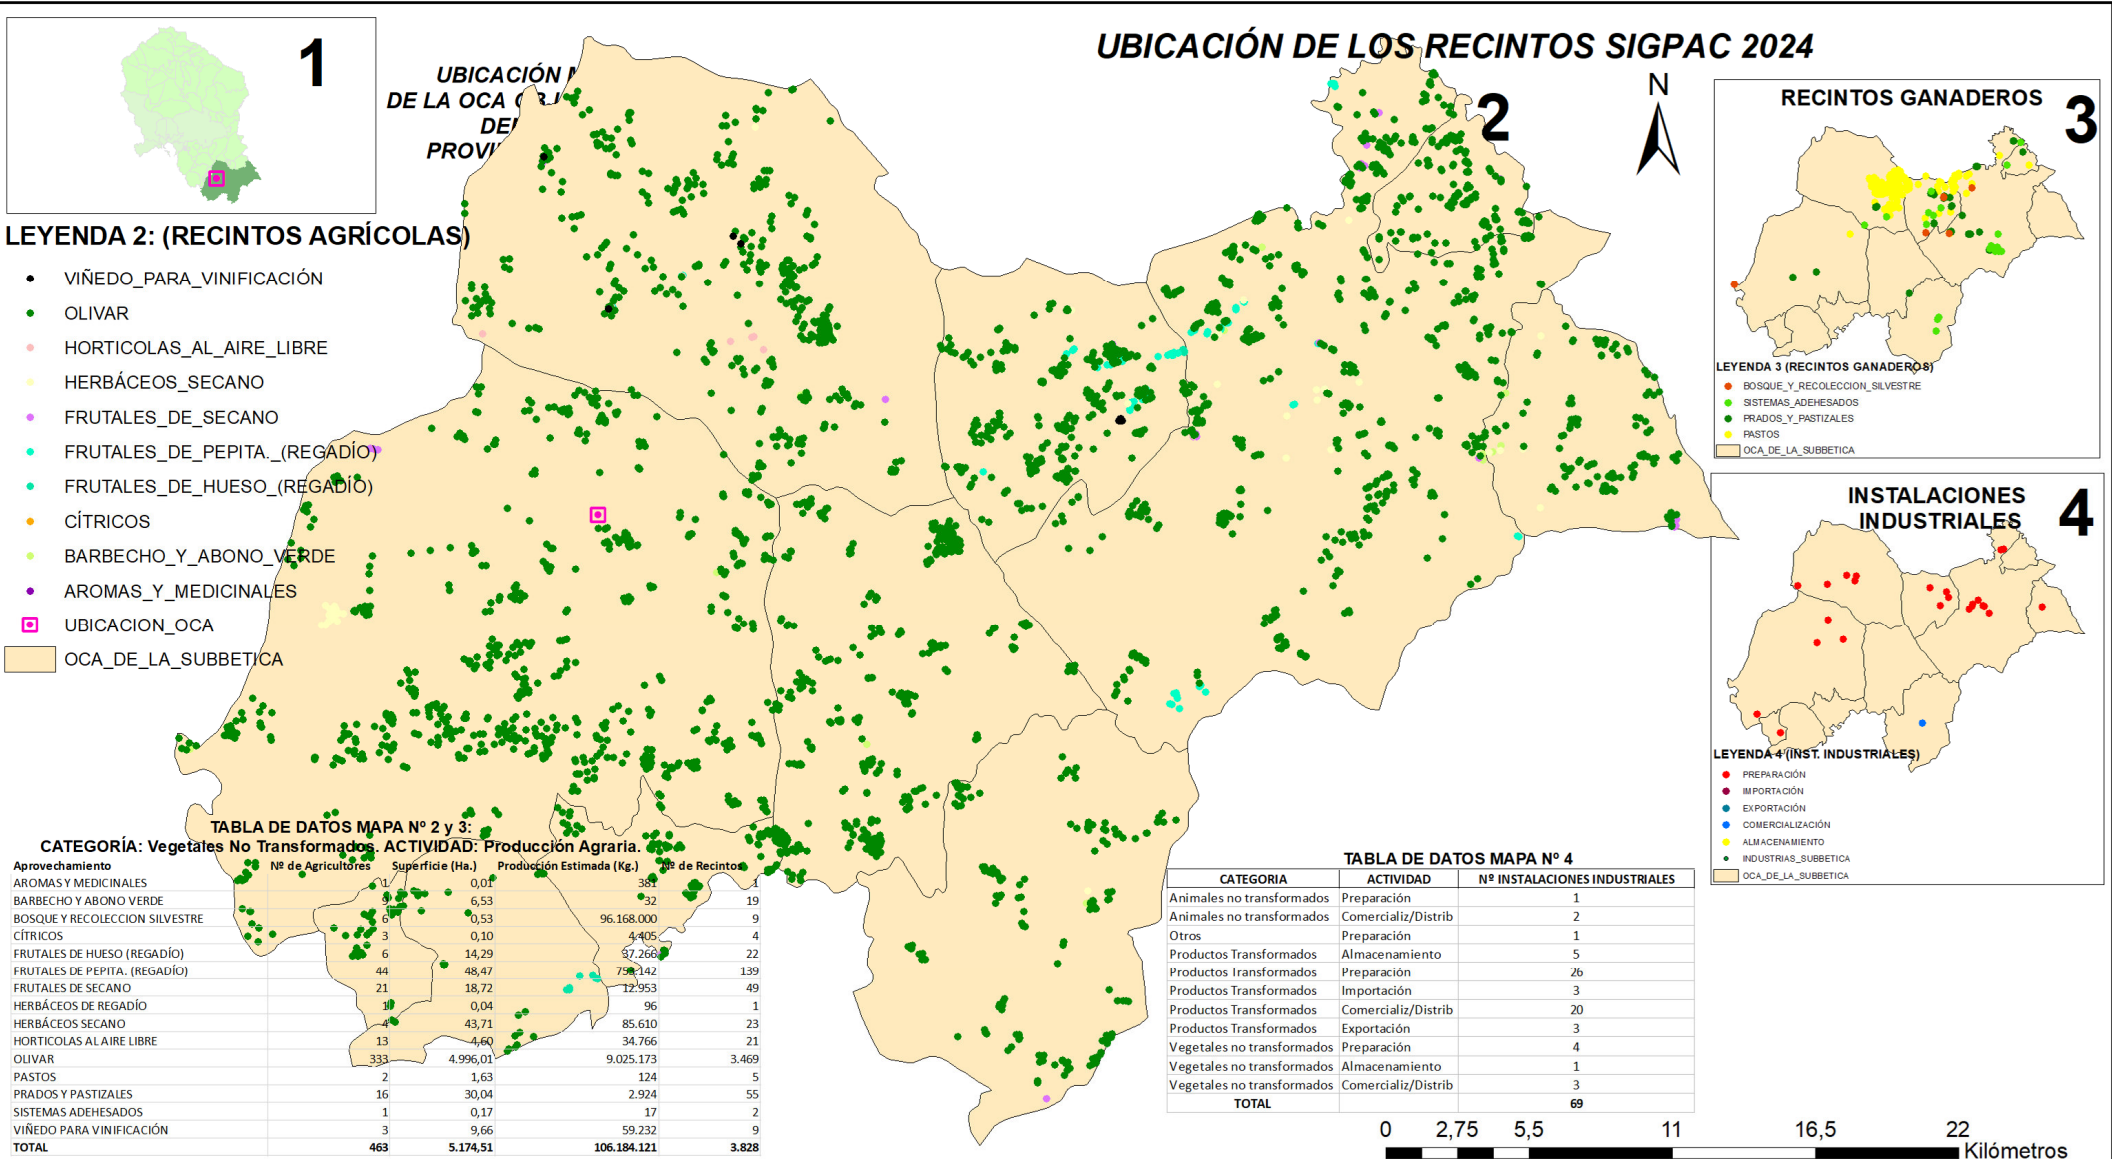 1
UBICACIÓN DE LOS RECINTOS SIGPAC 2024
UBICACIÓN
DE LA OCA
PROVI
N
2
LEYENDA 2: (RECINTOS AGRÍCOLAS)
VIÑEDO_PARA_VINIFICACIÓN
OLIVAR
HORTICOLAS_AL_AIRE_LIBRE
HERBÁCEOS_SECANO
FRUTALES_DE_SECANO
FRUTALES_DE_PEPITA._(REGADÍO)
FRUTALES_DE_HUESO_(REGADÍO)
CÍTRICOS
BARBECHO_Y_ABONO_VERDE
AROMAS_Y_MEDICINALES
UBICACION_OCA
OCA_DE_LA_SUBBETICA
RECINTOS GANADEROS
3
LEYENDA 3 (RECINTOS GANADEROS)
BOSQUE_Y_RECOLECCION_SILVESTRE
SISTEMAS_ADEHESADOS
PRADOS_Y_PASTIZALES
PASTOS
OCA_DE_LA_SUBBETICA
INSTALACIONES
INDUSTRIALES
4
LEYENDA 4 (INST. INDUSTRIALES)
PREPARACIÓN
IMPORTACIÓN
EXPORTACIÓN
COMERCIALIZACIÓN
ALMACENAMIENTO
INDUSTRIAS_SUBBETICA
OCA_DE_LA_SUBBETICA
TABLA DE DATOS MAPA Nº 2 y 3:
CATEGORÍA: Vegetales No Transformados. ACTIVIDAD: Producción Agraria.
Aprovechamiento Nº de Agricultores Superficie (Ha.) Producción Estimada (Kg.) Nº de Recintos
AROMAS Y MEDICINALES 1 0,01 381 1
BARBECHO Y ABONO VERDE 9 6,53 32 19
BOSQUE Y RECOLECCION SILVESTRE 6 0,53 96.168.000 9
CÍTRICOS 3 0,10 4.405 4
FRUTALES DE HUESO (REGADÍO) 6 14,29 37.266 22
FRUTALES DE PEPITA. (REGADÍO) 44 48,47 753.142 139
FRUTALES DE SECANO 21 18,72 12.953 49
HERBÁCEOS DE REGADÍO 1 0,04 96 1
HERBÁCEOS SECANO 4 43,71 85.610 23
HORTICOLAS AL AIRE LIBRE 13 4,60 34.766 21
OLIVAR 333 4.996,01 9.025.173 3.469
PASTOS 2 1,63 124 5
PRADOS Y PASTIZALES 16 30,04 2.924 55
SISTEMAS ADEHESADOS 1 0,17 17 2
VIÑEDO PARA VINIFICACIÓN 3 9,66 59.232 9
TOTAL 463 5.174,51 106.184.121 3.828
TABLA DE DATOS MAPA Nº 4
CATEGORIA ACTIVIDAD Nº INSTALACIONES INDUSTRIALES
Animales no transformados Preparación 1
Animales no transformados Comercializ/Distrib 2
Otros Preparación 1
Productos Transformados Almacenamiento 5
Productos Transformados Preparación 26
Productos Transformados Importación 3
Productos Transformados Comercializ/Distrib 20
Productos Transformados Exportación 3
Vegetales no transformados Preparación 4
Vegetales no transformados Almacenamiento 1
Vegetales no transformados Comercializ/Distrib 3
TOTAL 69
0 2,75 5,5 11 16,5 22
Kilómetros